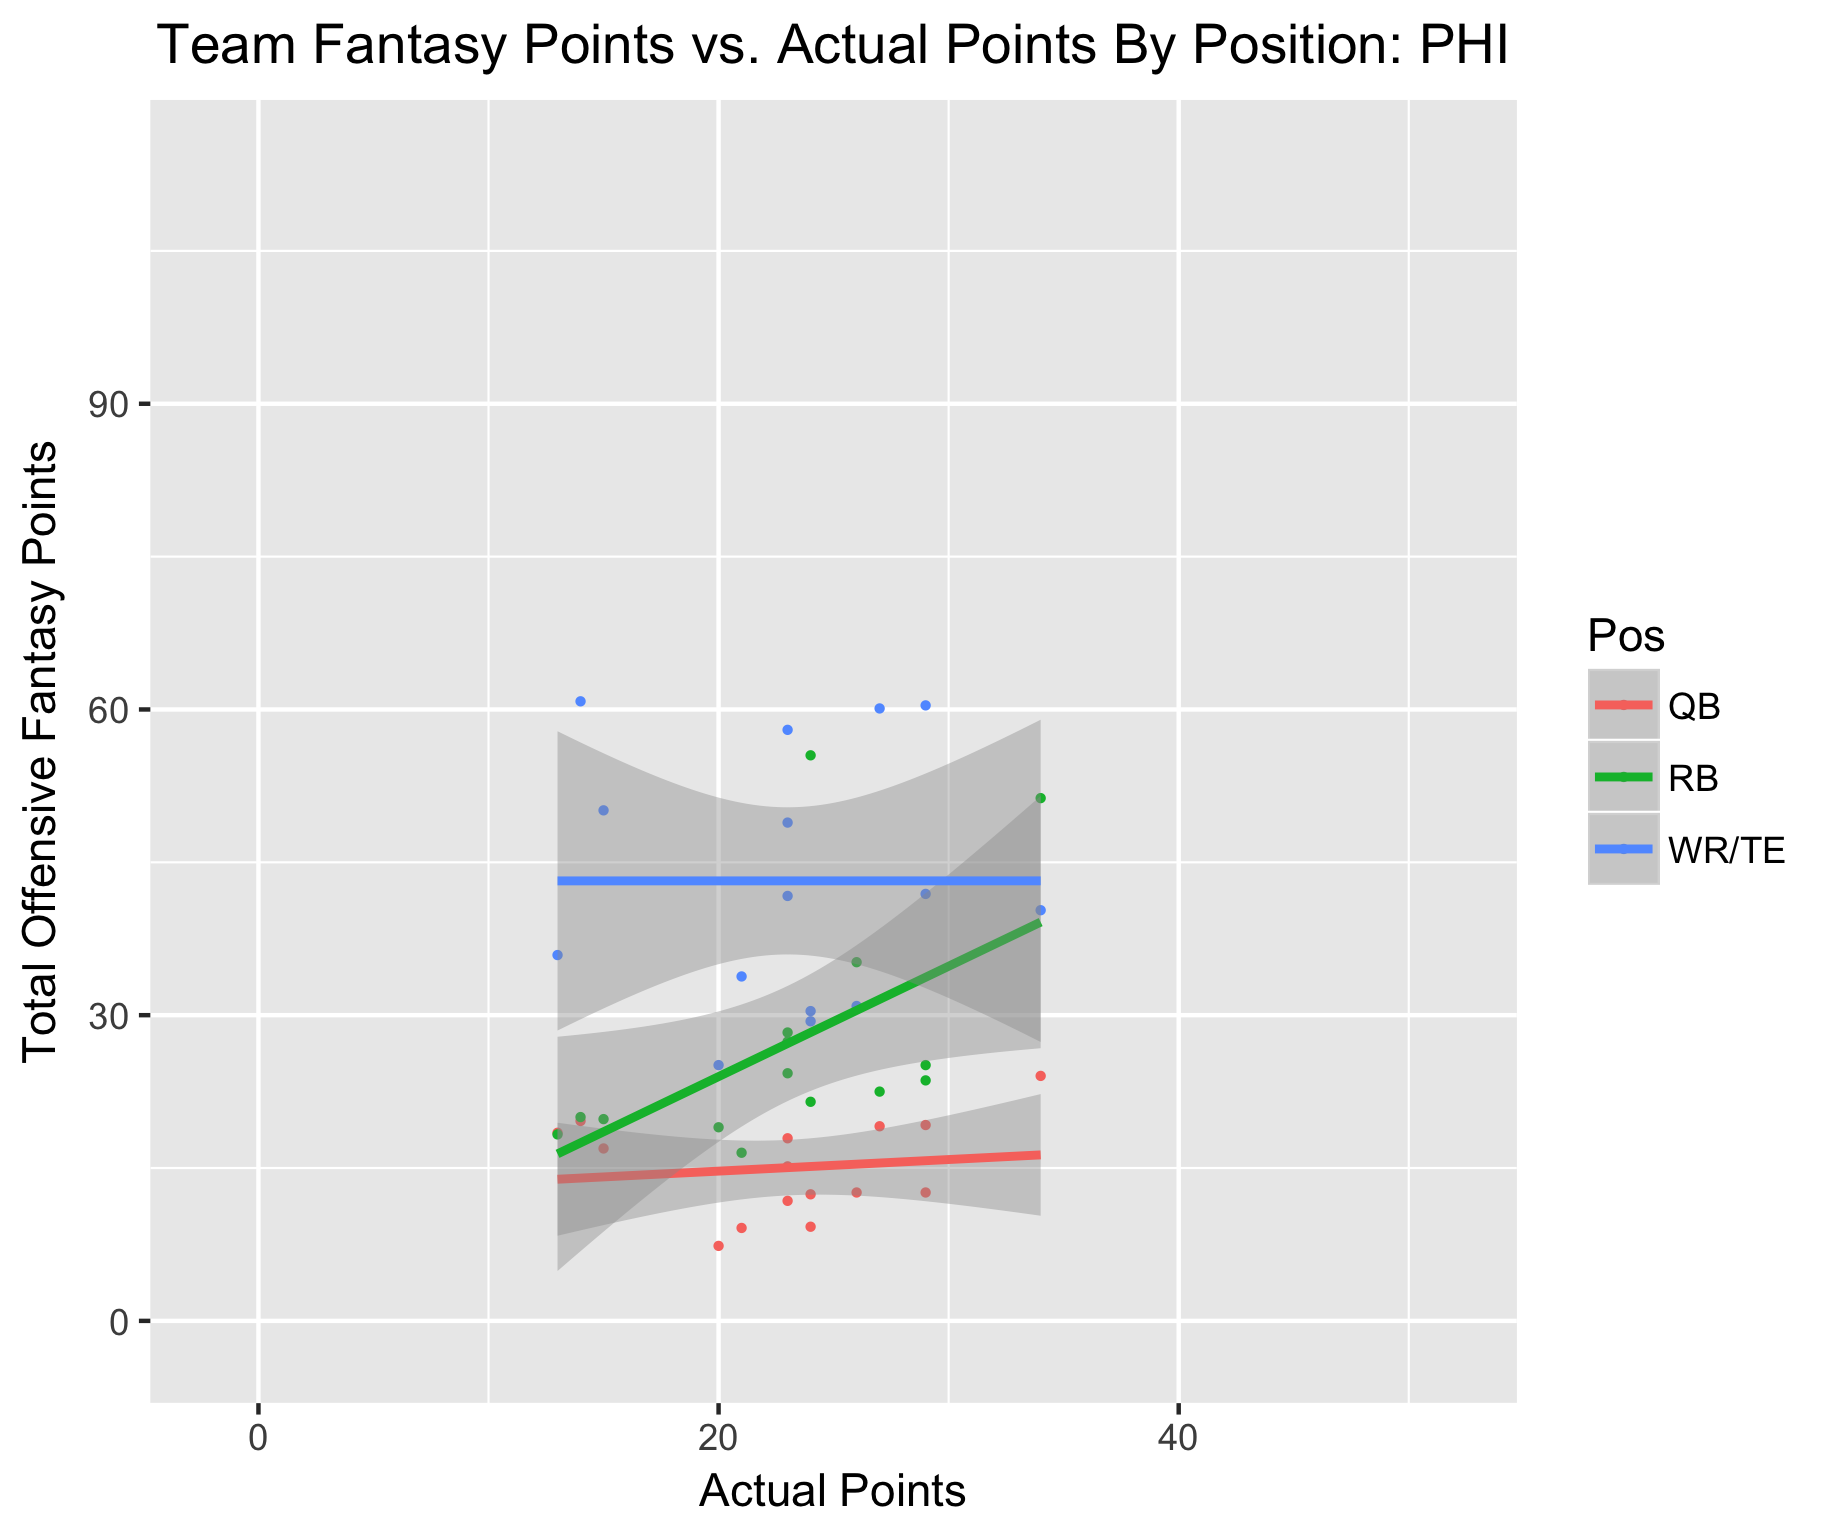 Team Fantasy Points vs. Actual Points By Position: PHI
Total Offensive Fantasy Points
90
60
30
0
0 20 40
Actual Points
Pos
QB
RB
WR/TE